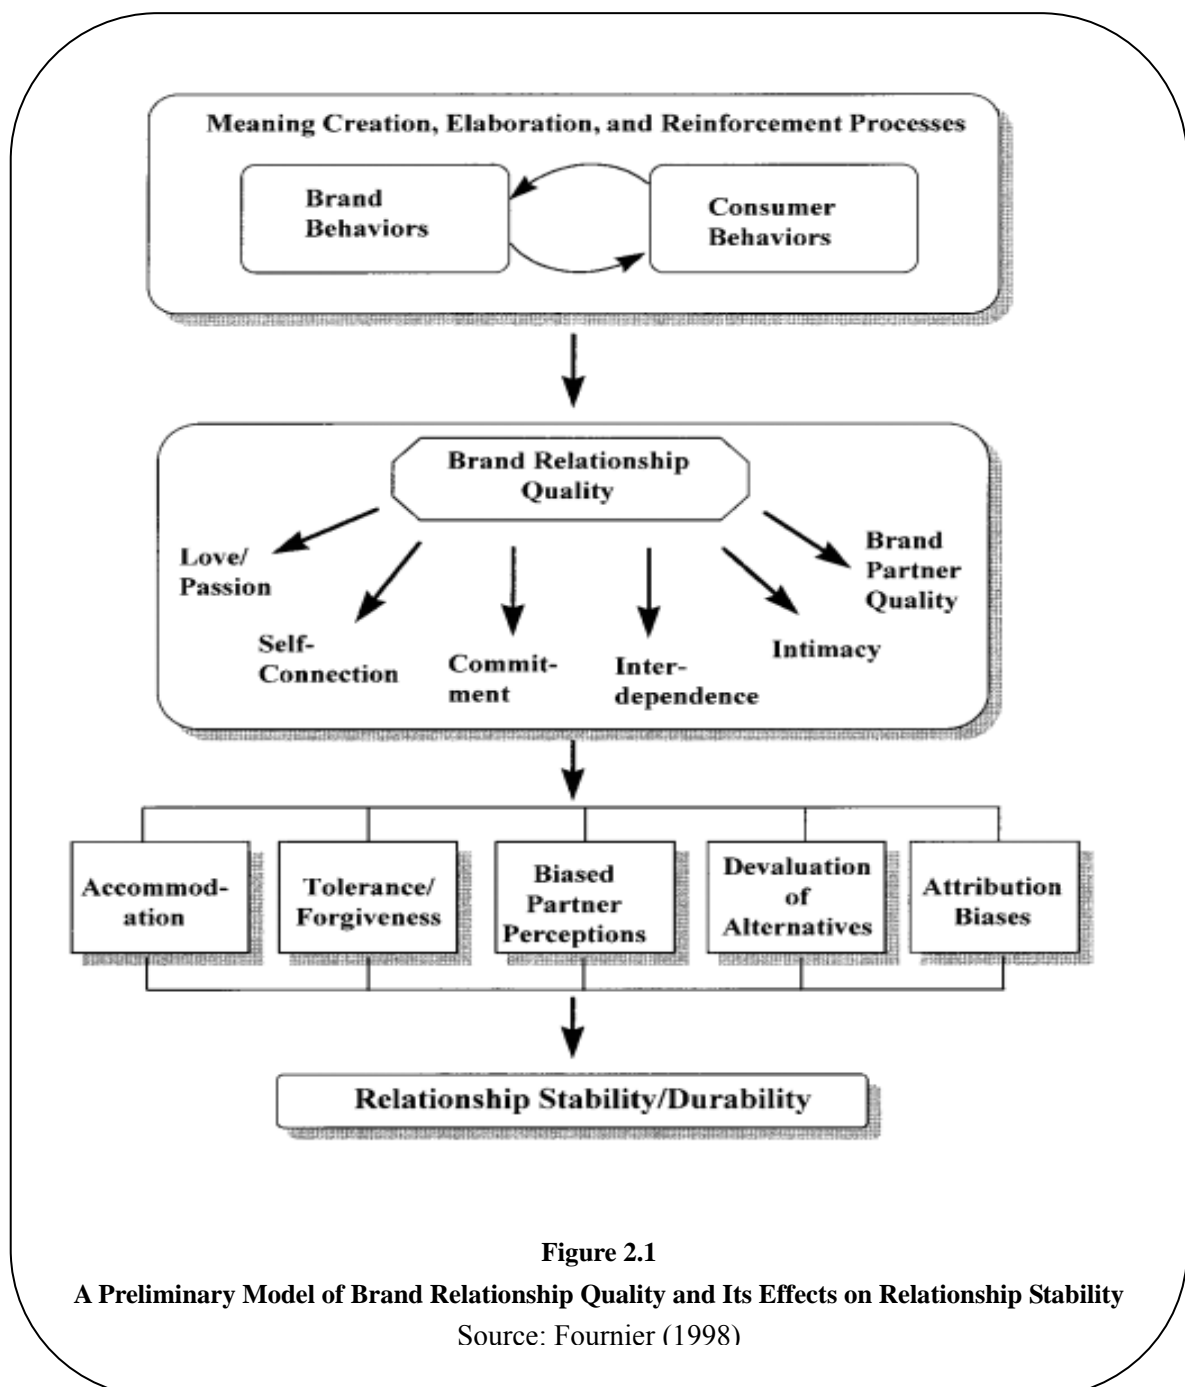 Meaning Creation, Elaboration, and Reinforcement Processes
Brand
Behaviors
Consumer
Behaviors
Brand Relationship
Quality
Love/
Passion
Self-
Connection
Commit-
ment
Inter-
dependence
Intimacy
Brand
Partner
Quality
Accommod-
ation
Tolerance/
Forgiveness
Biased
Partner
Perceptions
Devaluation
of
Alternatives
Attribution
Biases
Relationship Stability/Durability
Figure 2.1
A Preliminary Model of Brand Relationship Quality and Its Effects on Relationship Stability
Source: Fournier (1998)